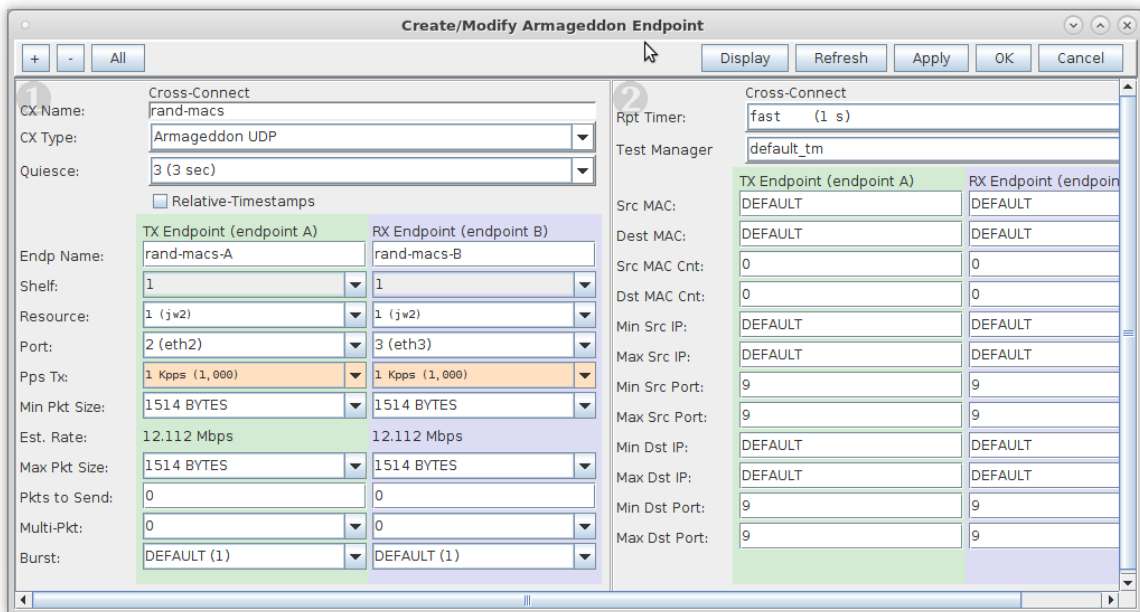 Create/Modify Armageddon Endpoint
+ - All Display Refresh Apply OK Cancel
1
Cross-Connect
CX Name: rand-macs
CX Type: Armageddon UDP
Quiesce: 3 (3 sec)
Relative-Timestamps
TX Endpoint (endpoint A) RX Endpoint (endpoint B)
Endp Name: rand-macs-A rand-macs-B
Shelf: 1 1
Resource: 1 (jw2) 1 (jw2)
Port: 2 (eth2) 3 (eth3)
Pps Tx: 1 Kpps (1,000) 1 Kpps (1,000)
Min Pkt Size: 1514 BYTES 1514 BYTES
Est. Rate: 12.112 Mbps 12.112 Mbps
Max Pkt Size: 1514 BYTES 1514 BYTES
Pkts to Send: 0 0
Multi-Pkt: 0 0
Burst: DEFAULT (1) DEFAULT (1)
2
Cross-Connect
Rpt Timer: fast (1 s)
Test Manager default_tm
TX Endpoint (endpoint A) RX Endpoint (endpoin
Src MAC: DEFAULT DEFAULT
Dest MAC: DEFAULT DEFAULT
Src MAC Cnt: 0 0
Dst MAC Cnt: 0 0
Min Src IP: DEFAULT DEFAULT
Max Src IP: DEFAULT DEFAULT
Min Src Port: 9 9
Max Src Port: 9 9
Min Dst IP: DEFAULT DEFAULT
Max Dst IP: DEFAULT DEFAULT
Min Dst Port: 9 9
Max Dst Port: 9 9